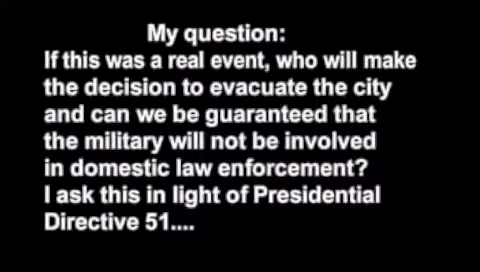 My question:
If this was a real event, who will make
the decision to evacuate the city
and can we be guaranteed that
the military will not be involved
in domestic law enforcement?
I ask this in light of Presidential
Directive 51....